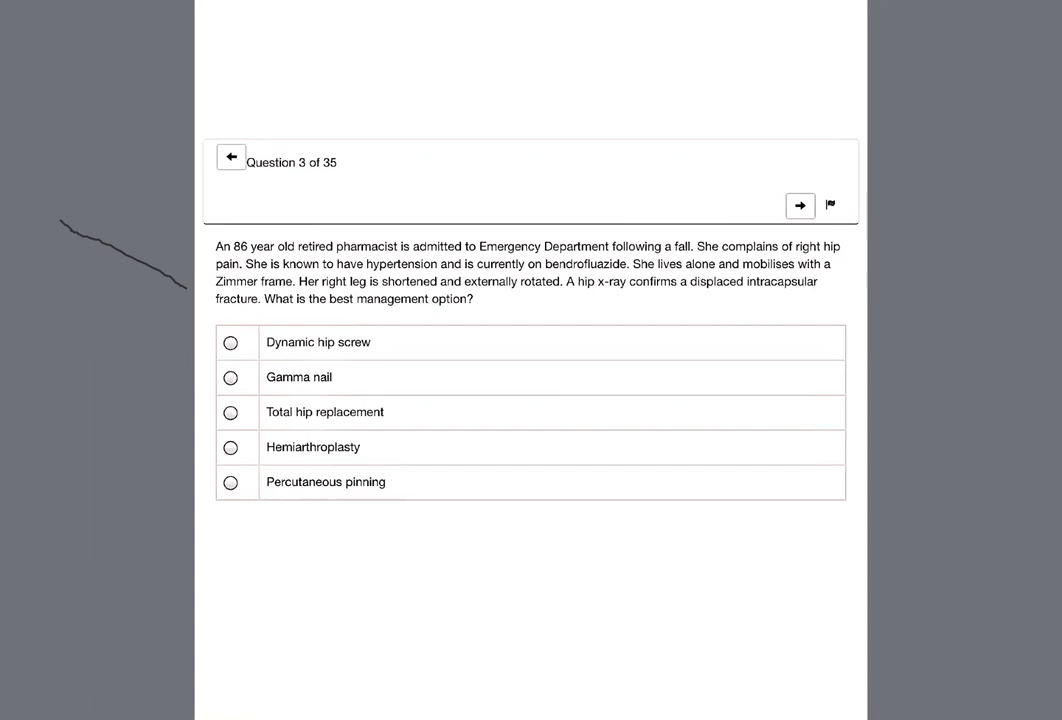 Question 3 of 35
An 86 year old retired pharmacist is admitted to Emergency Department following a fall. She complains of right hip
pain. She is known to have hypertension and is currently on bendrofluazide. She lives alone and mobilises with a
Zimmer frame. Her right leg is shortened and externally rotated. A hip x-ray confirms a displaced intracapsular
fracture. What is the best management option?
Dynamic hip screw
Gamma nail
Total hip replacement
Hemiarthroplasty
Percutaneous pinning